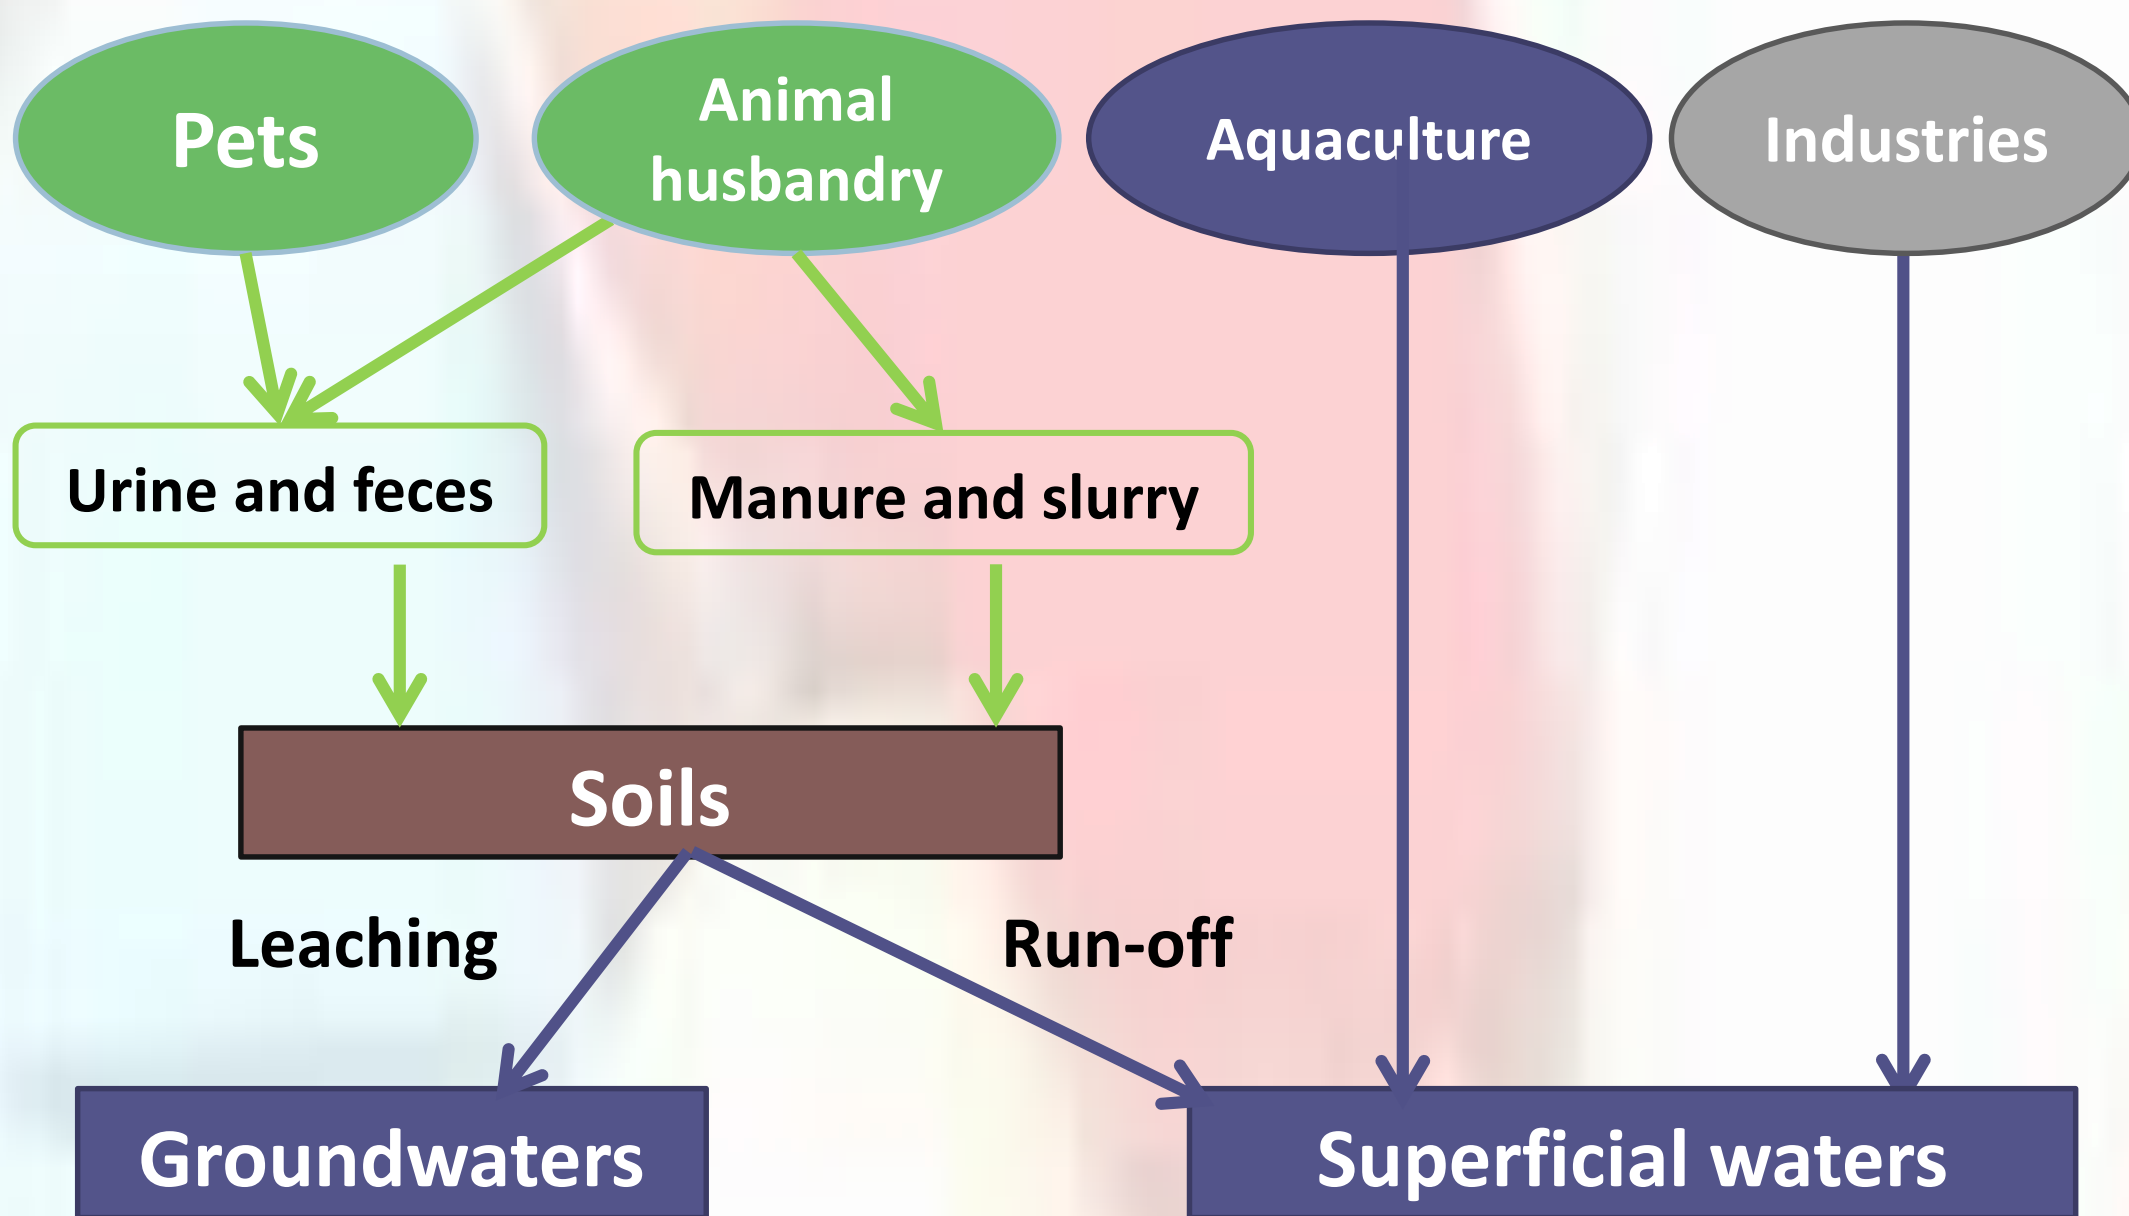 Pets
Animal
husbandry
Aquaculture
Industries
Urine and feces
Manure and slurry
Soils
Leaching
Run-off
Groundwaters
Superficial waters